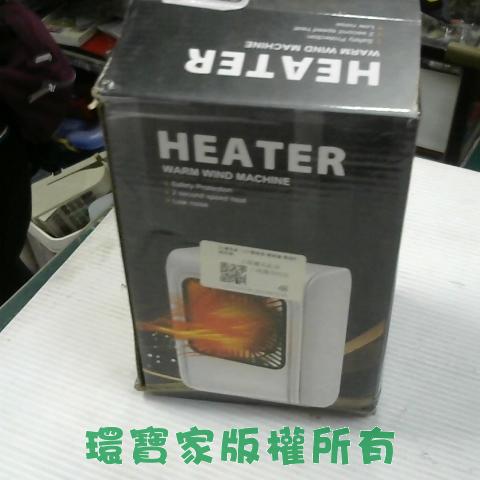 Safety Protection
2 second speed heat
Low noise
WARM WIND MACHINE
HEATER
HEATER
WARM WIND MACHINE
Safety Protection
2 second speed heat
Low noise
環寶家版權所有